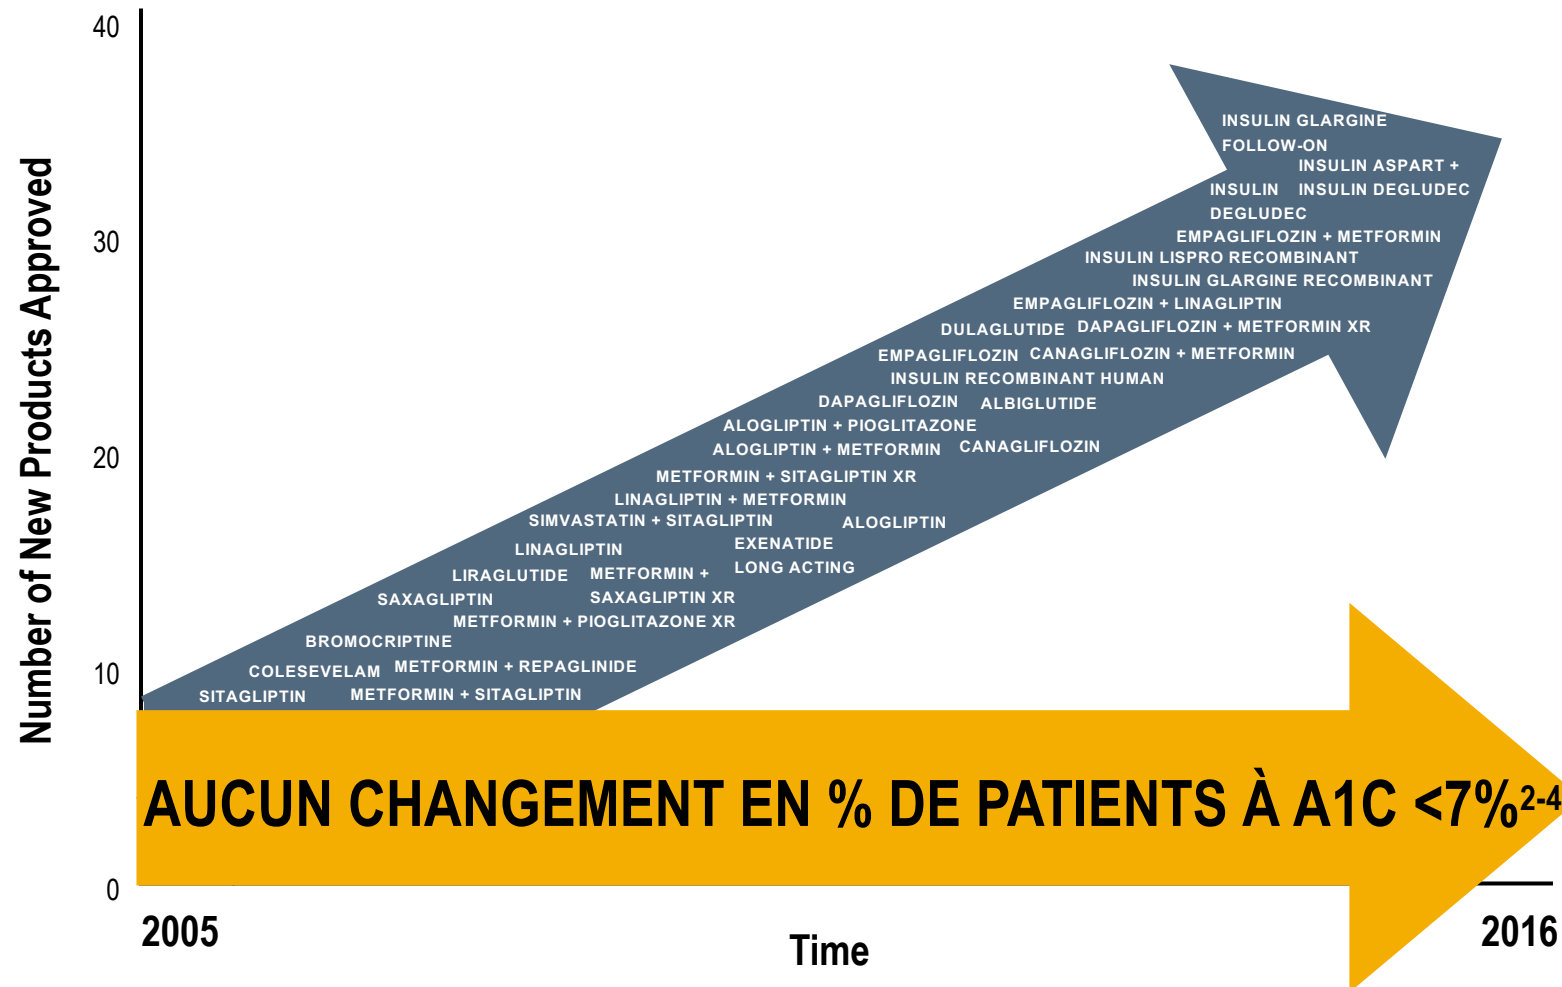 40
30
20
10
0
Number of New Products Approved
INSULIN GLARGINE
FOLLOW-ON
INSULIN ASPART +
INSULIN DEGLUDEC
INSULIN
DEGLUDEC
EMPAGLIFLOZIN + METFORMIN
INSULIN LISPRO RECOMBINANT
INSULIN GLARGINE RECOMBINANT
EMPAGLIFLOZIN + LINAGLIPTIN
DULAGLUTIDE
DAPAGLIFLOZIN + METFORMIN XR
EMPAGLIFLOZIN
CANAGLIFLOZIN + METFORMIN
INSULIN RECOMBINANT HUMAN
DAPAGLIFLOZIN
ALBIGLUTIDE
ALOGLIPTIN + PIOGLITAZONE
ALOGLIPTIN + METFORMIN
CANAGLIFLOZIN
METFORMIN + SITAGLIPTIN XR
LINAGLIPTIN + METFORMIN
SIMVASTATIN + SITAGLIPTIN
ALOGLIPTIN
LINAGLIPTIN
EXENATIDE
LONG ACTING
LIRAGLUTIDE
METFORMIN +
SAXAGLIPTIN XR
SAXAGLIPTIN
METFORMIN + PIOGLITAZONE XR
BROMOCRIPTINE
COLESEVELAM
METFORMIN + REPAGLINIDE
SITAGLIPTIN
METFORMIN + SITAGLIPTIN
AUCUN CHANGEMENT EN % DE PATIENTS À A1C <7%2-4
2005
Time
2016